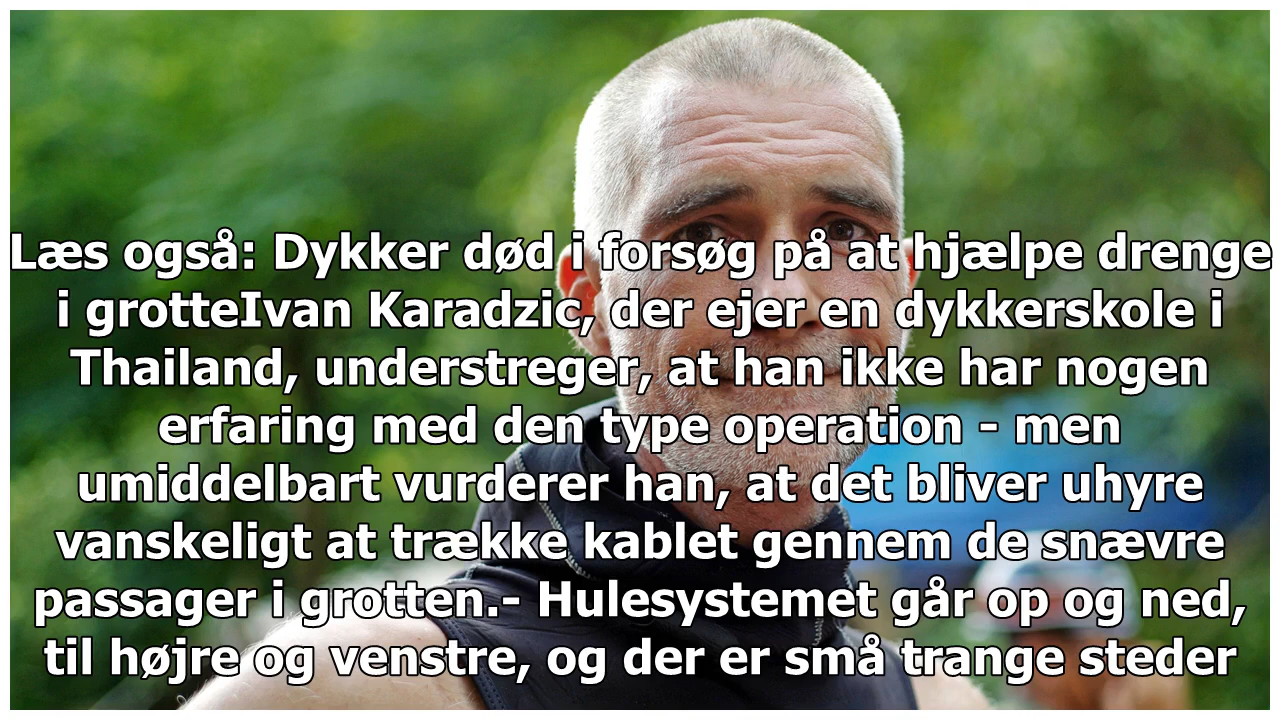 Læs også: Dykker død i forsøg på at hjælpe drenge
i grotteIvan Karadzic, der ejer en dykkerskole i
Thailand, understreger, at han ikke har nogen
erfaring med den type operation - men
umiddelbart vurderer han, at det bliver uhyre
vanskeligt at trække kablet gennem de snævre
passager i grotten.- Hulesystemet går op og ned,
til højre og venstre, og der er små trange steder